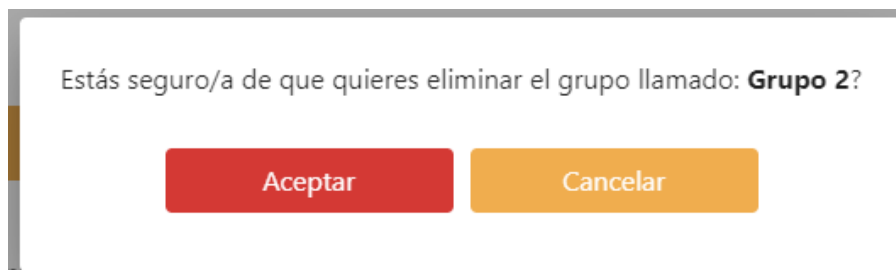 Estás seguro/a de que quieres eliminar el grupo llamado: Grupo 2?
Aceptar
Cancelar